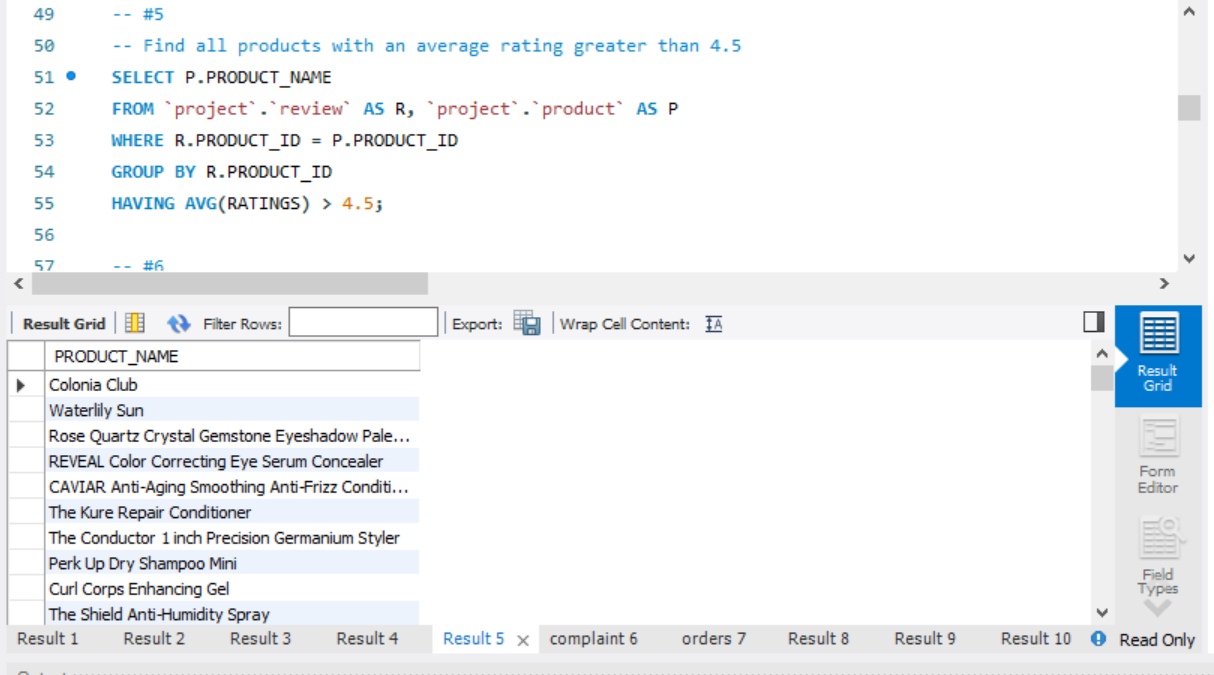 49 -- #5
50 -- Find all products with an average rating greater than 4.5
51 SELECT P.PRODUCT_NAME
52 FROM `project`.`review` AS R, `project`.`product` AS P
53 WHERE R.PRODUCT_ID = P.PRODUCT_ID
54 GROUP BY R.PRODUCT_ID
55 HAVING AVG(RATINGS) > 4.5;
56
57 -- #6
Result Grid Filter Rows: Export: Wrap Cell Content:
PRODUCT_NAME
Colonia Club
Waterlily Sun
Rose Quartz Crystal Gemstone Eyeshadow Pale...
REVEAL Color Correcting Eye Serum Concealer
CAVIAR Anti-Aging Smoothing Anti-Frizz Conditi...
The Kure Repair Conditioner
The Conductor 1 inch Precision Germanium Styler
Perk Up Dry Shampoo Mini
Curl Corps Enhancing Gel
The Shield Anti-Humidity Spray
Result
Grid
Form
Editor
Field
Types
Result 1 Result 2 Result 3 Result 4 Result 5 complaint 6 orders 7 Result 8 Result 9 Result 10 Read Only